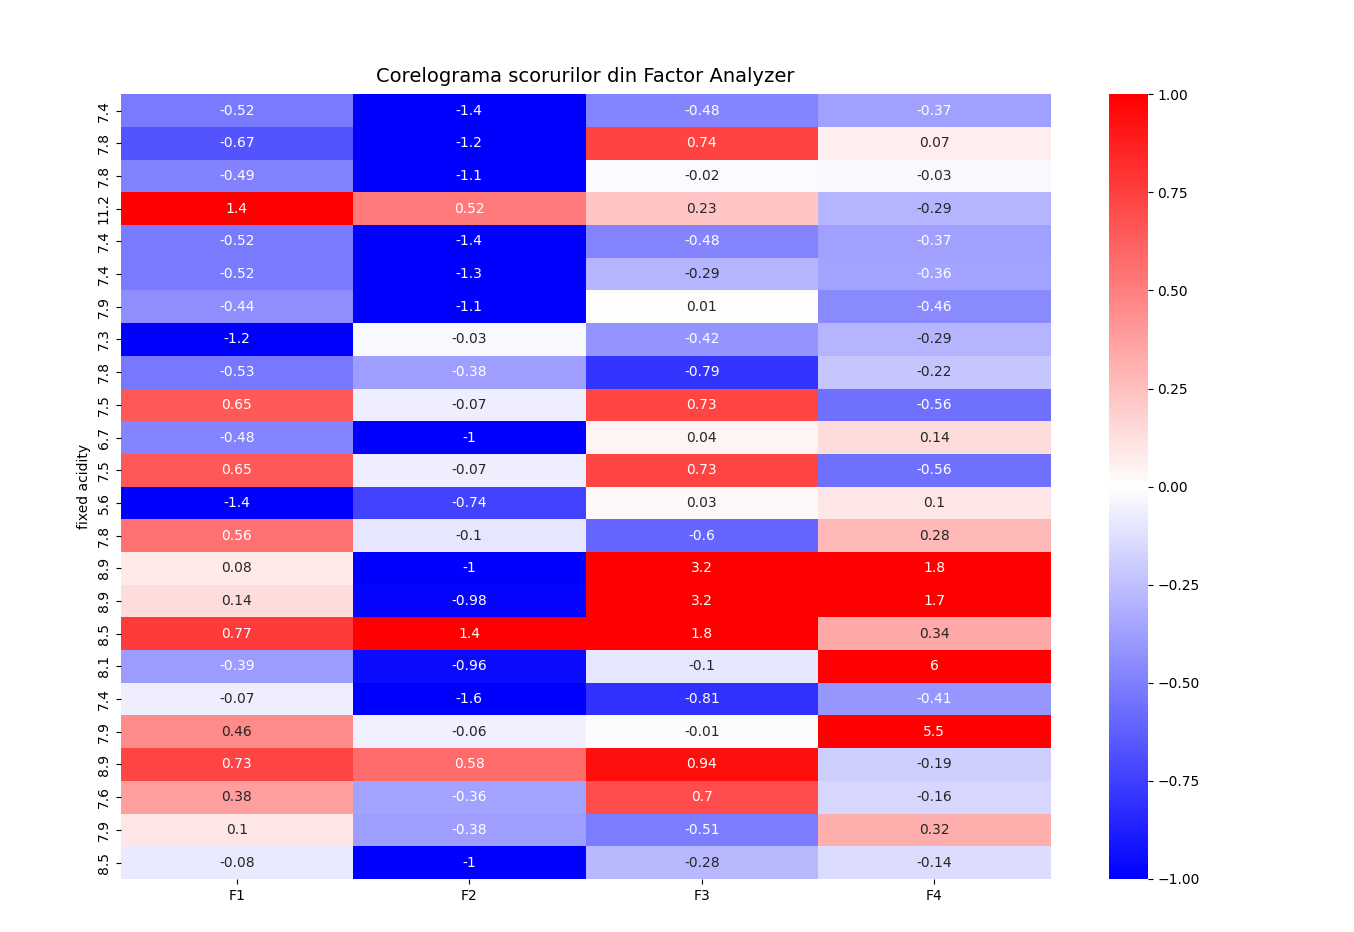 Corelograma scorurilor din Factor Analyzer
fixed acidity
7.4 -0.52 -1.4 -0.48 -0.37
7.8 -0.67 -1.2 0.74 0.07
7.8 -0.49 -1.1 -0.02 -0.03
11.2 1.4 0.52 0.23 -0.29
7.4 -0.52 -1.4 -0.48 -0.37
7.4 -0.52 -1.3 -0.29 -0.36
7.9 -0.44 -1.1 0.01 -0.46
7.3 -1.2 -0.03 -0.42 -0.29
7.8 -0.53 -0.38 -0.79 -0.22
7.5 0.65 -0.07 0.73 -0.56
6.7 -0.48 -1 0.04 0.14
7.5 0.65 -0.07 0.73 -0.56
5.6 -1.4 -0.74 0.03 0.1
7.8 0.56 -0.1 -0.6 0.28
8.9 0.08 -1 3.2 1.8
8.9 0.14 -0.98 3.2 1.7
8.5 0.77 1.4 1.8 0.34
8.1 -0.39 -0.96 -0.1 6
7.4 -0.07 -1.6 -0.81 -0.41
7.9 0.46 -0.06 -0.01 5.5
8.9 0.73 0.58 0.94 -0.19
7.6 0.38 -0.36 0.7 -0.16
7.9 0.1 -0.38 -0.51 0.32
8.5 -0.08 -1 -0.28 -0.14
F1 F2 F3 F4
1.00
0.75
0.50
0.25
0.00
−0.25
−0.50
−0.75
−1.00